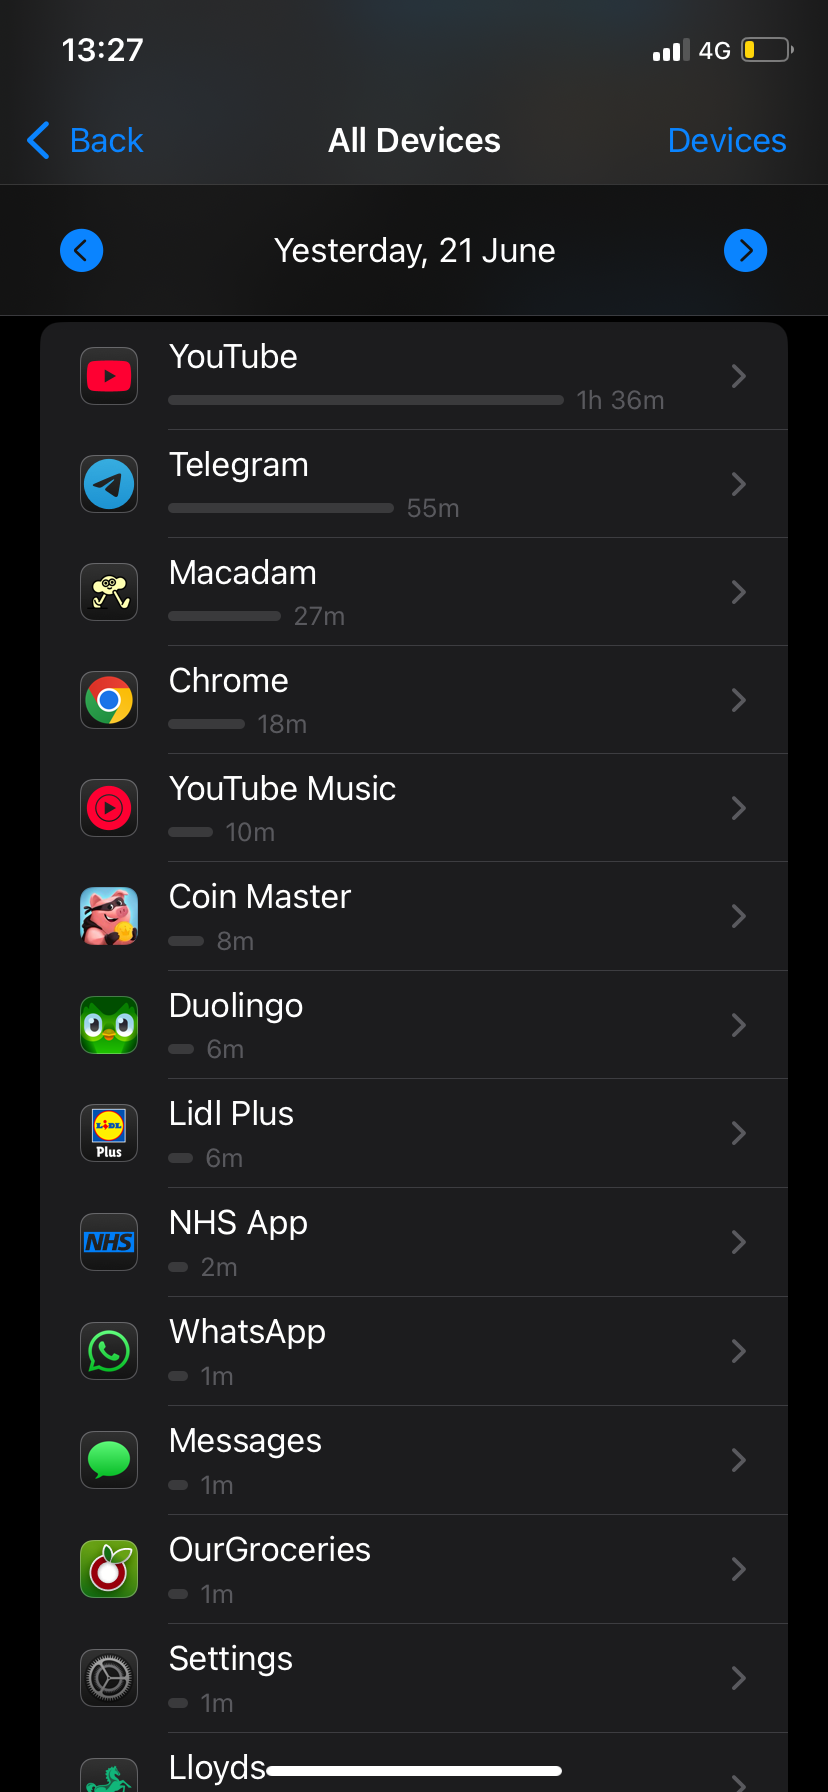 13:27
4G
Back
All Devices
Devices
Yesterday, 21 June
YouTube
1h 36m
Telegram
55m
Macadam
27m
Chrome
18m
YouTube Music
10m
Coin Master
8m
Duolingo
6m
LIDL
Plus
Lidl Plus
6m
NHS
NHS App
2m
WhatsApp
1m
Messages
1m
OurGroceries
1m
Settings
1m
Lloyds